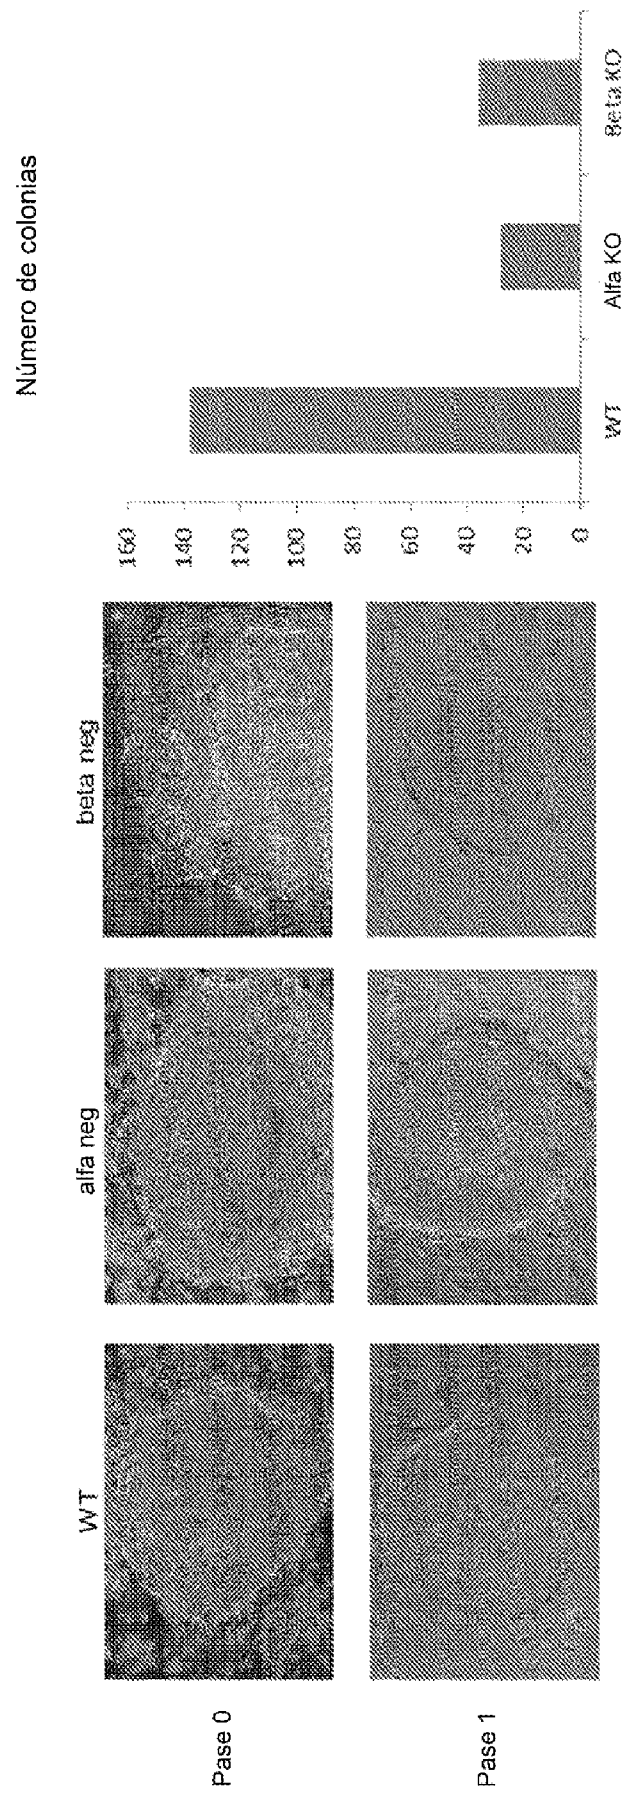 WT
alfa neg
beta neg
Pase 0
Pase 1
Número de colonias
160
140
120
100
80
60
40
20
0
WT
Alfa KO
Beta KO